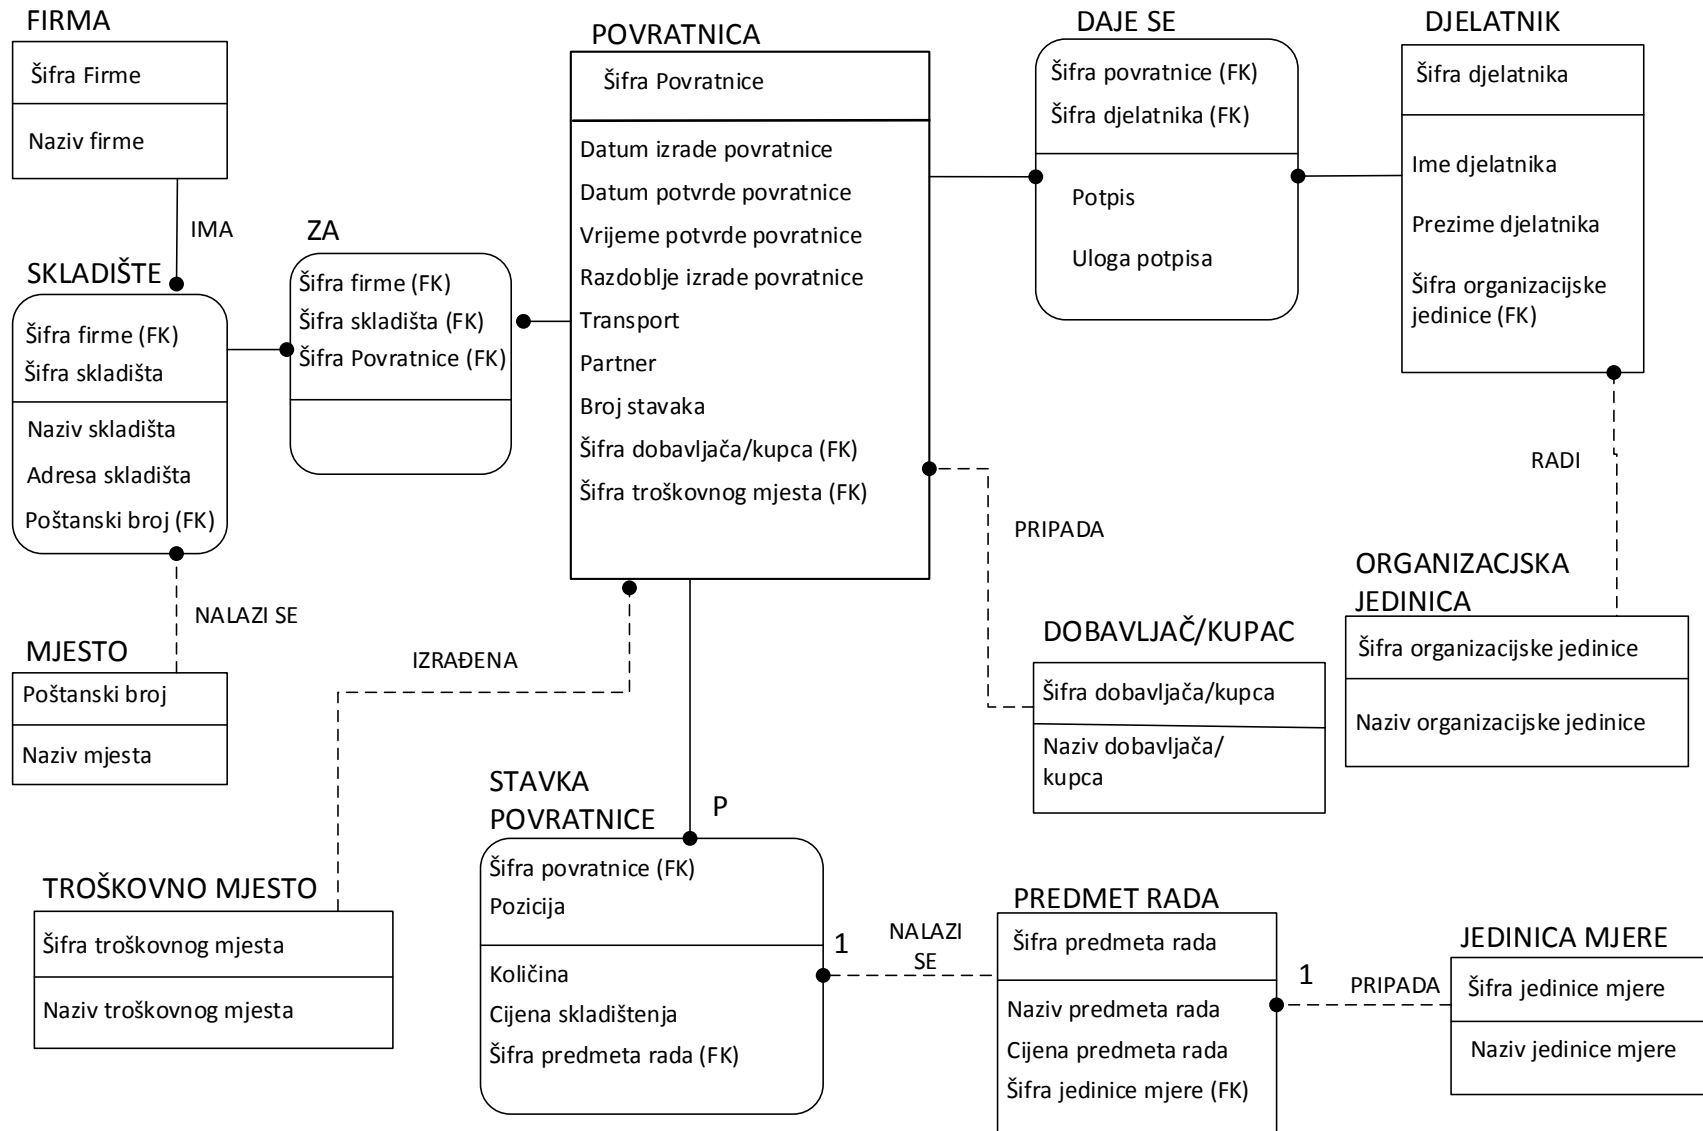 FIRMA
Šifra Firme
Naziv firme
IMA
SKLADIŠTE
Šifra firme (FK)
Šifra skladišta
Naziv skladišta
Adresa skladišta
Poštanski broj (FK)
NALAZI SE
MJESTO
Poštanski broj
Naziv mjesta
ZA
Šifra firme (FK)
Šifra skladišta (FK)
Šifra Povratnice (FK)
POVRATNICA
Šifra Povratnice
Datum izrade povratnice
Datum potvrde povratnice
Vrijeme potvrde povratnice
Razdoblje izrade povratnice
Transport
Partner
Broj stavaka
Šifra dobavljača/kupca (FK)
Šifra troškovnog mjesta (FK)
DAJE SE
Šifra povratnice (FK)
Šifra djelatnika (FK)
Potpis
Uloga potpisa
DJELATNIK
Šifra djelatnika
Ime djelatnika
Prezime djelatnika
Šifra organizacijske
jedinice (FK)
RADI
ORGANIZACJSKA
JEDINICA
Šifra organizacijske jedinice
Naziv organizacijske jedinice
PRIPADA
DOBAVLJAČ/KUPAC
Šifra dobavljača/kupca
Naziv dobavljača/
kupca
IZRAĐENA
TROŠKOVNO MJESTO
Šifra troškovnog mjesta
Naziv troškovnog mjesta
P
STAVKA
POVRATNICE
Šifra povratnice (FK)
Pozicija
Količina
Cijena skladištenja
Šifra predmeta rada (FK)
1
NALAZI
SE
PREDMET RADA
Šifra predmeta rada
Naziv predmeta rada
Cijena predmeta rada
Šifra jedinice mjere (FK)
1
PRIPADA
JEDINICA MJERE
Šifra jedinice mjere
Naziv jedinice mjere